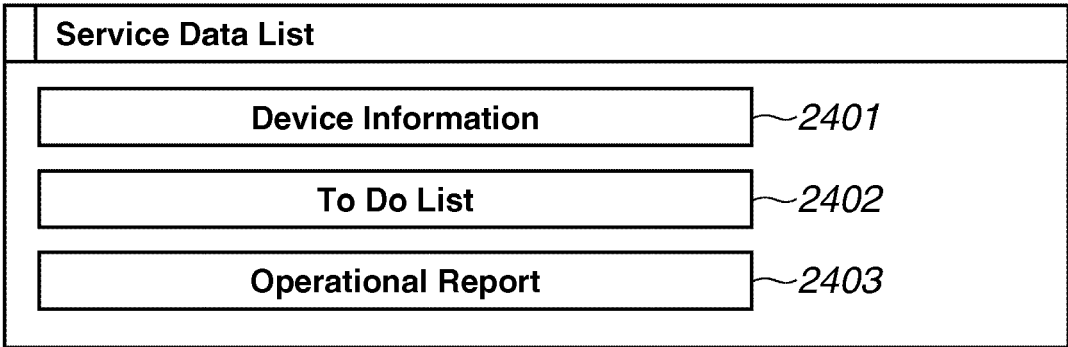 Service Data List
Device Information 2401
To Do List 2402
Operational Report 2403